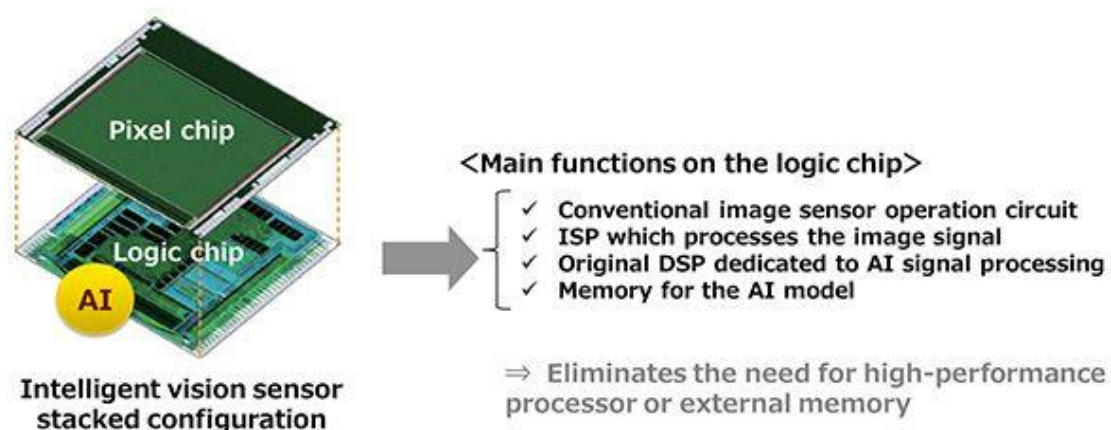 Pixel chip
Logic chip
AI
Intelligent vision sensor
stacked configuration
<Main functions on the logic chip>
✓ Conventional image sensor operation circuit
✓ ISP which processes the image signal
✓ Original DSP dedicated to AI signal processing
✓ Memory for the AI model
⇒ Eliminates the need for high-performance
processor or external memory